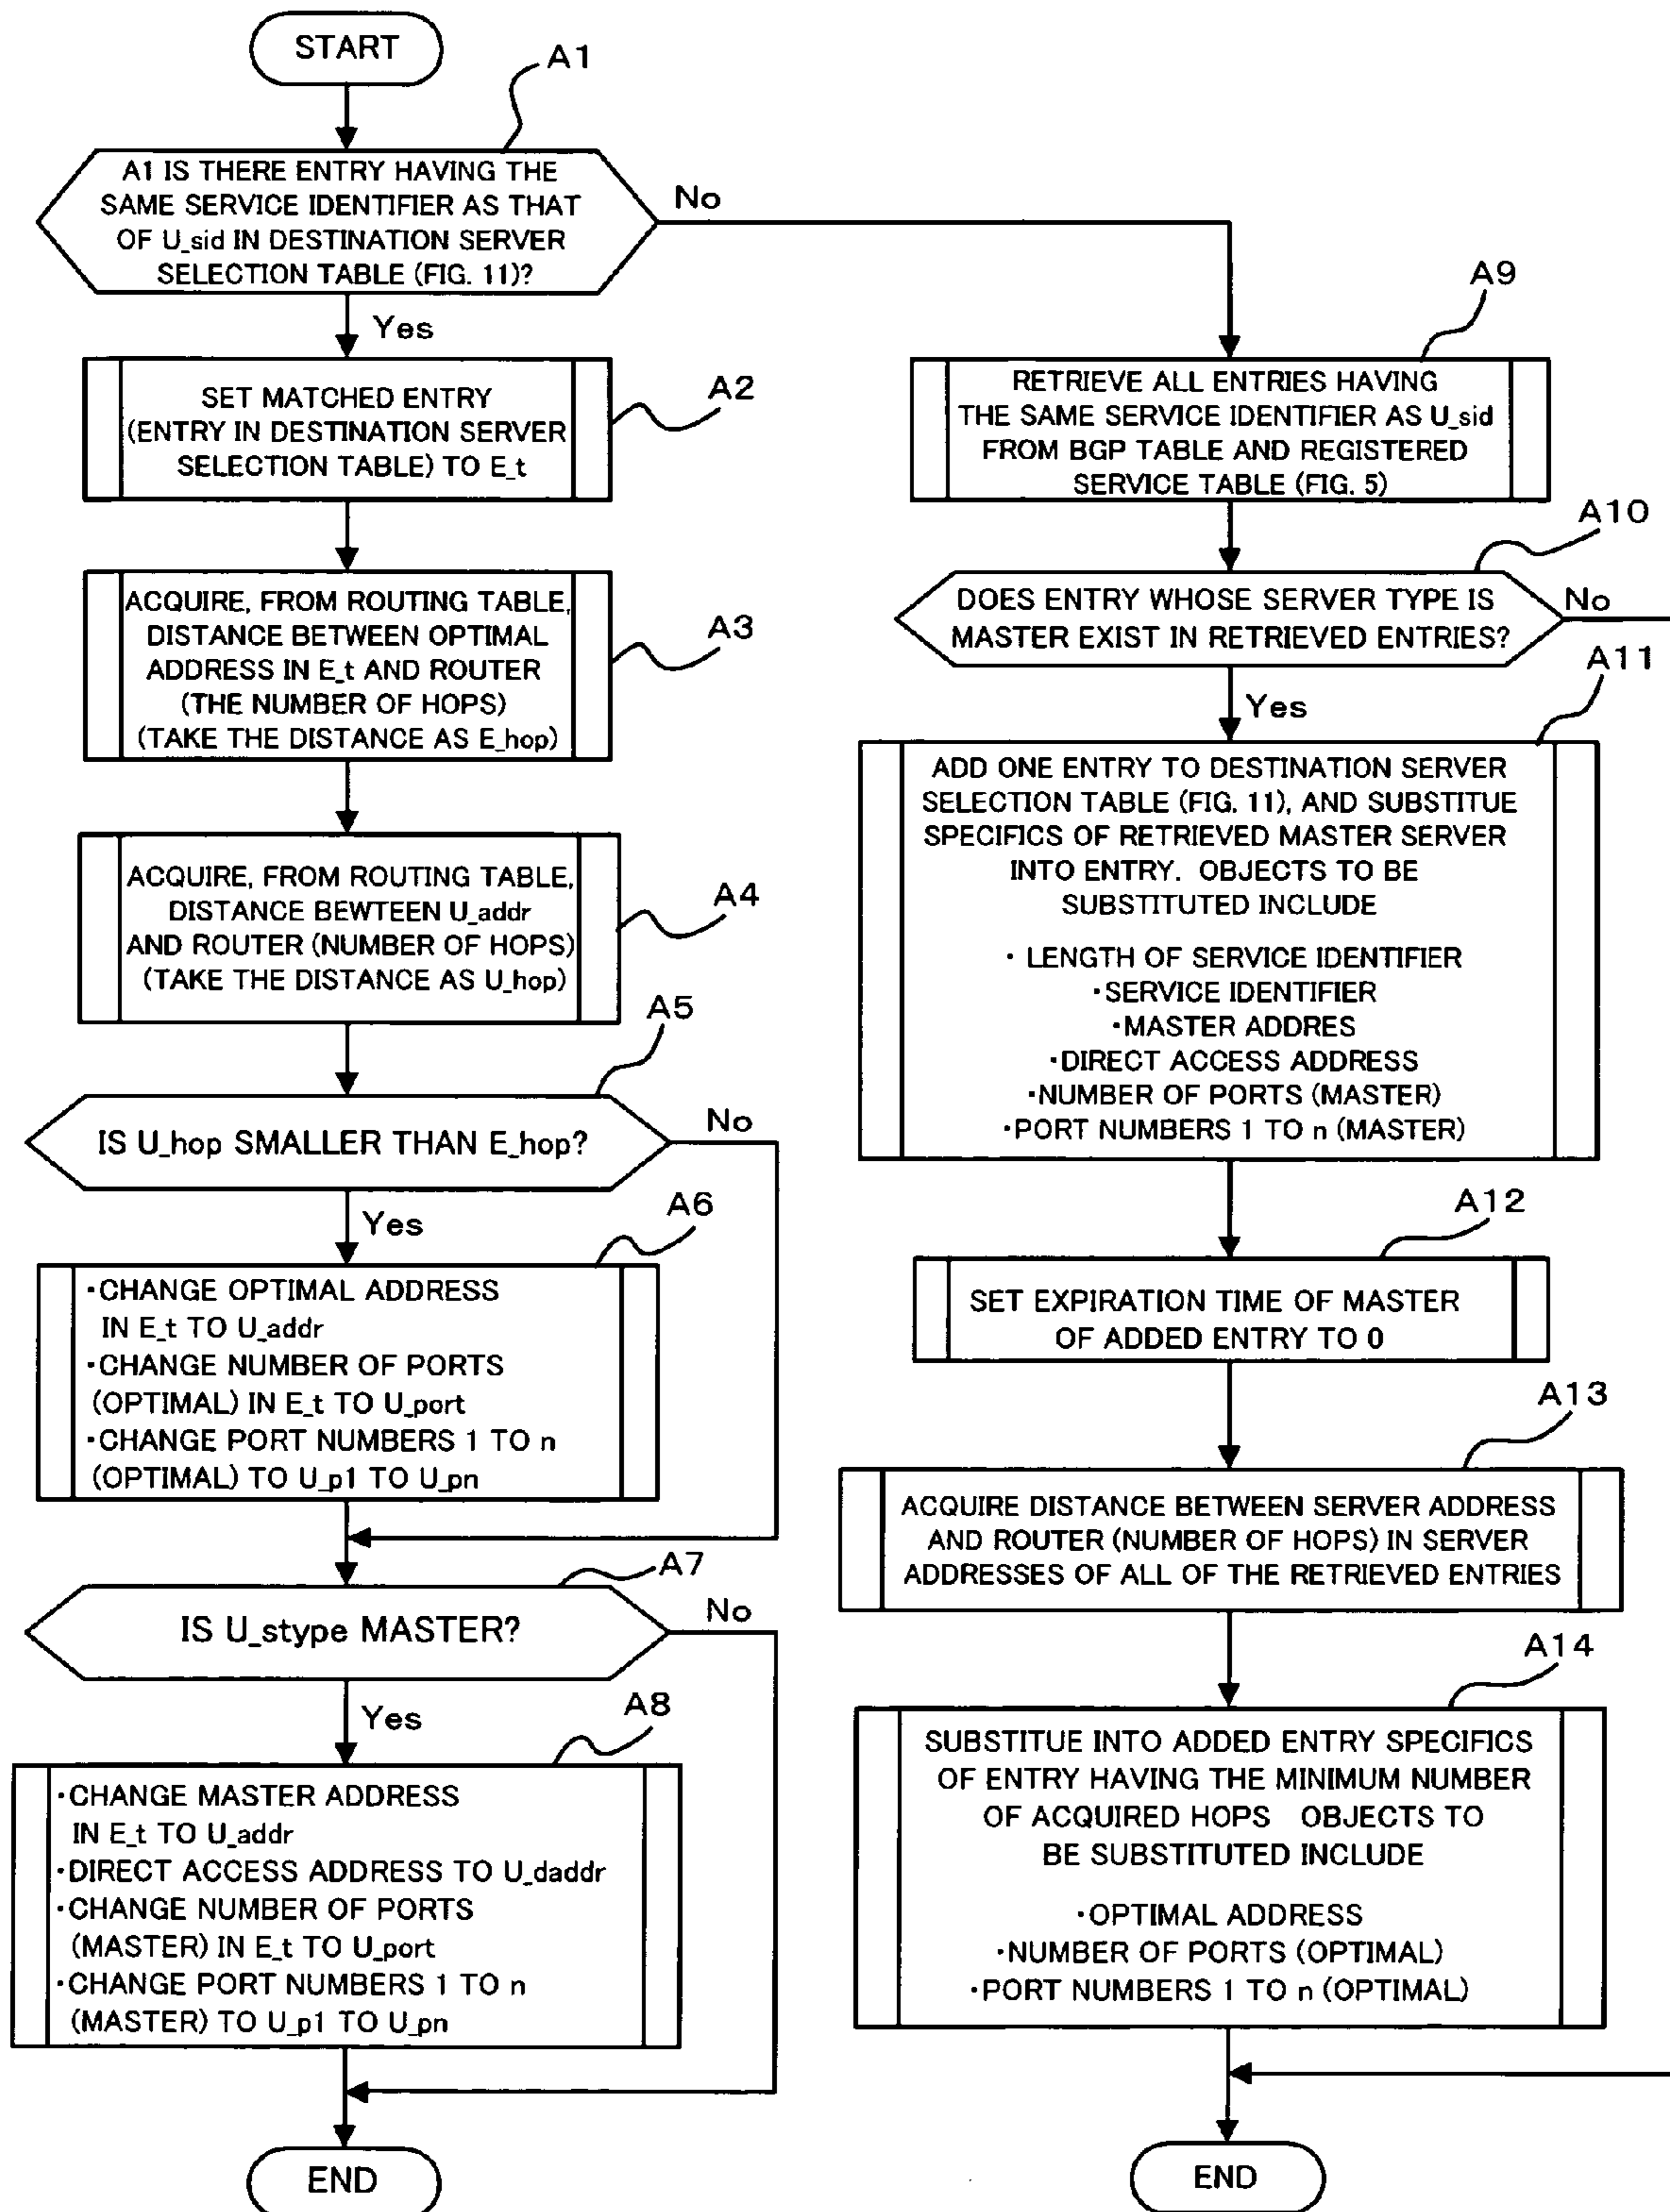 START
A1
A1 IS THERE ENTRY HAVING THE
SAME SERVICE IDENTIFIER AS THAT
OF U_sid IN DESTINATION SERVER
SELECTION TABLE (FIG. 11)?
No
Yes
A2
SET MATCHED ENTRY
(ENTRY IN DESTINATION SERVER
SELECTION TABLE) TO E_t
A3
ACQUIRE, FROM ROUTING TABLE,
DISTANCE BETWEEN OPTIMAL
ADDRESS IN E_t AND ROUTER
(THE NUMBER OF HOPS)
(TAKE THE DISTANCE AS E_hop)
A4
ACQUIRE, FROM ROUTING TABLE,
DISTANCE BEWTEEN U_addr
AND ROUTER (NUMBER OF HOPS)
(TAKE THE DISTANCE AS U_hop)
A5
IS U_hop SMALLER THAN E_hop?
No
Yes
A6
・CHANGE OPTIMAL ADDRESS
IN E_t TO U_addr
・CHANGE NUMBER OF PORTS
(OPTIMAL) IN E_t TO U_port
・CHANGE PORT NUMBERS 1 TO n
(OPTIMAL) TO U_p1 TO U_pn
A7
IS U_stype MASTER?
No
Yes
A8
・CHANGE MASTER ADDRESS
IN E_t TO U_addr
・DIRECT ACCESS ADDRESS TO U_daddr
・CHANGE NUMBER OF PORTS
(MASTER) IN E_t TO U_port
・CHANGE PORT NUMBERS 1 TO n
(MASTER) TO U_p1 TO U_pn
END
A9
RETRIEVE ALL ENTRIES HAVING
THE SAME SERVICE IDENTIFIER AS U_sid
FROM BGP TABLE AND REGISTERED
SERVICE TABLE (FIG. 5)
A10
DOES ENTRY WHOSE SERVER TYPE IS
MASTER EXIST IN RETRIEVED ENTRIES?
No
Yes
A11
ADD ONE ENTRY TO DESTINATION SERVER
SELECTION TABLE (FIG. 11), AND SUBSTITUE
SPECIFICS OF RETRIEVED MASTER SERVER
INTO ENTRY. OBJECTS TO BE
SUBSTITUTED INCLUDE
・LENGTH OF SERVICE IDENTIFIER
・SERVICE IDENTIFIER
・MASTER ADDRES
・DIRECT ACCESS ADDRESS
・NUMBER OF PORTS (MASTER)
・PORT NUMBERS 1 TO n (MASTER)
A12
SET EXPIRATION TIME OF MASTER
OF ADDED ENTRY TO 0
A13
ACQUIRE DISTANCE BETWEEN SERVER ADDRESS
AND ROUTER (NUMBER OF HOPS) IN SERVER
ADDRESSES OF ALL OF THE RETRIEVED ENTRIES
A14
SUBSTITUE INTO ADDED ENTRY SPECIFICS
OF ENTRY HAVING THE MINIMUM NUMBER
OF ACQUIRED HOPS OBJECTS TO
BE SUBSTITUTED INCLUDE
・OPTIMAL ADDRESS
・NUMBER OF PORTS (OPTIMAL)
・PORT NUMBERS 1 TO n (OPTIMAL)
END